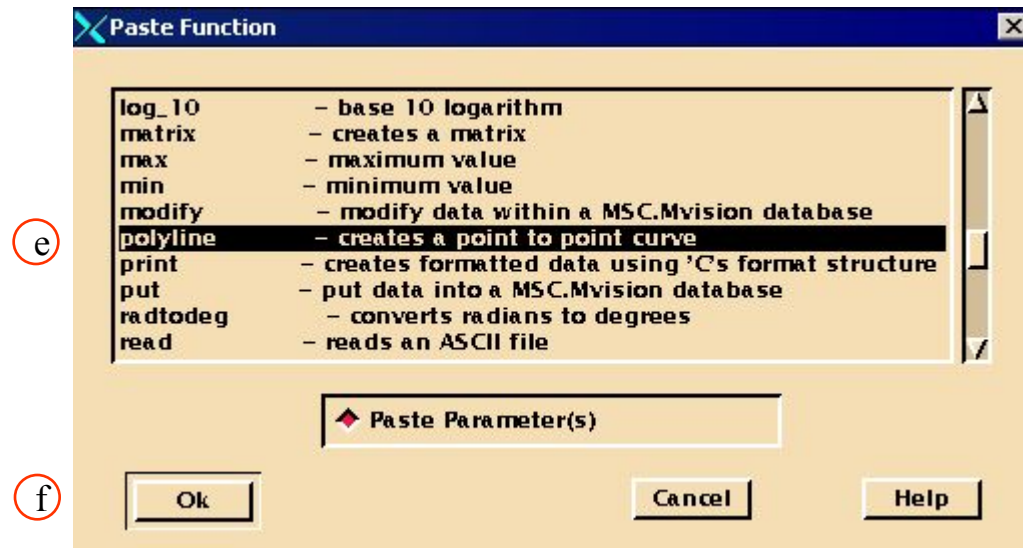 Paste Function
log_10 – base 10 logarithm
matrix – creates a matrix
max – maximum value
min – minimum value
modify – modify data within a MSC.Mvision database
e
polyline – creates a point to point curve
print – creates formatted data using 'C's format structure
put – put data into a MSC.Mvision database
radtodeg – converts radians to degrees
read – reads an ASCII file
Paste Parameter(s)
f
Ok Cancel Help